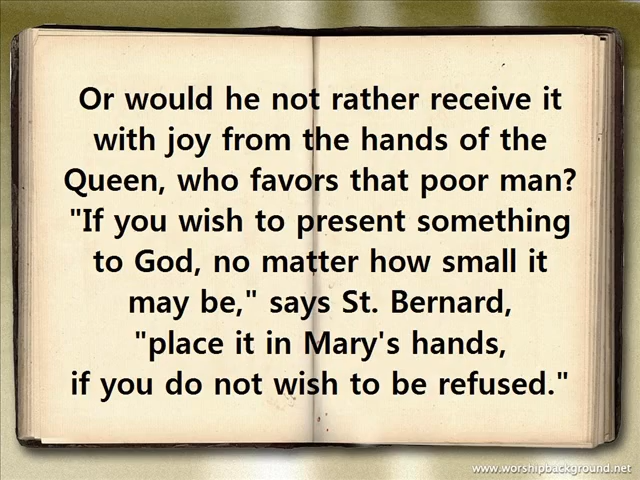 Or would he not rather receive it
with joy from the hands of the
Queen, who favors that poor man?
"If you wish to present something
to God, no matter how small it
may be," says St. Bernard,
"place it in Mary's hands,
if you do not wish to be refused."
www.worshipbackground.net